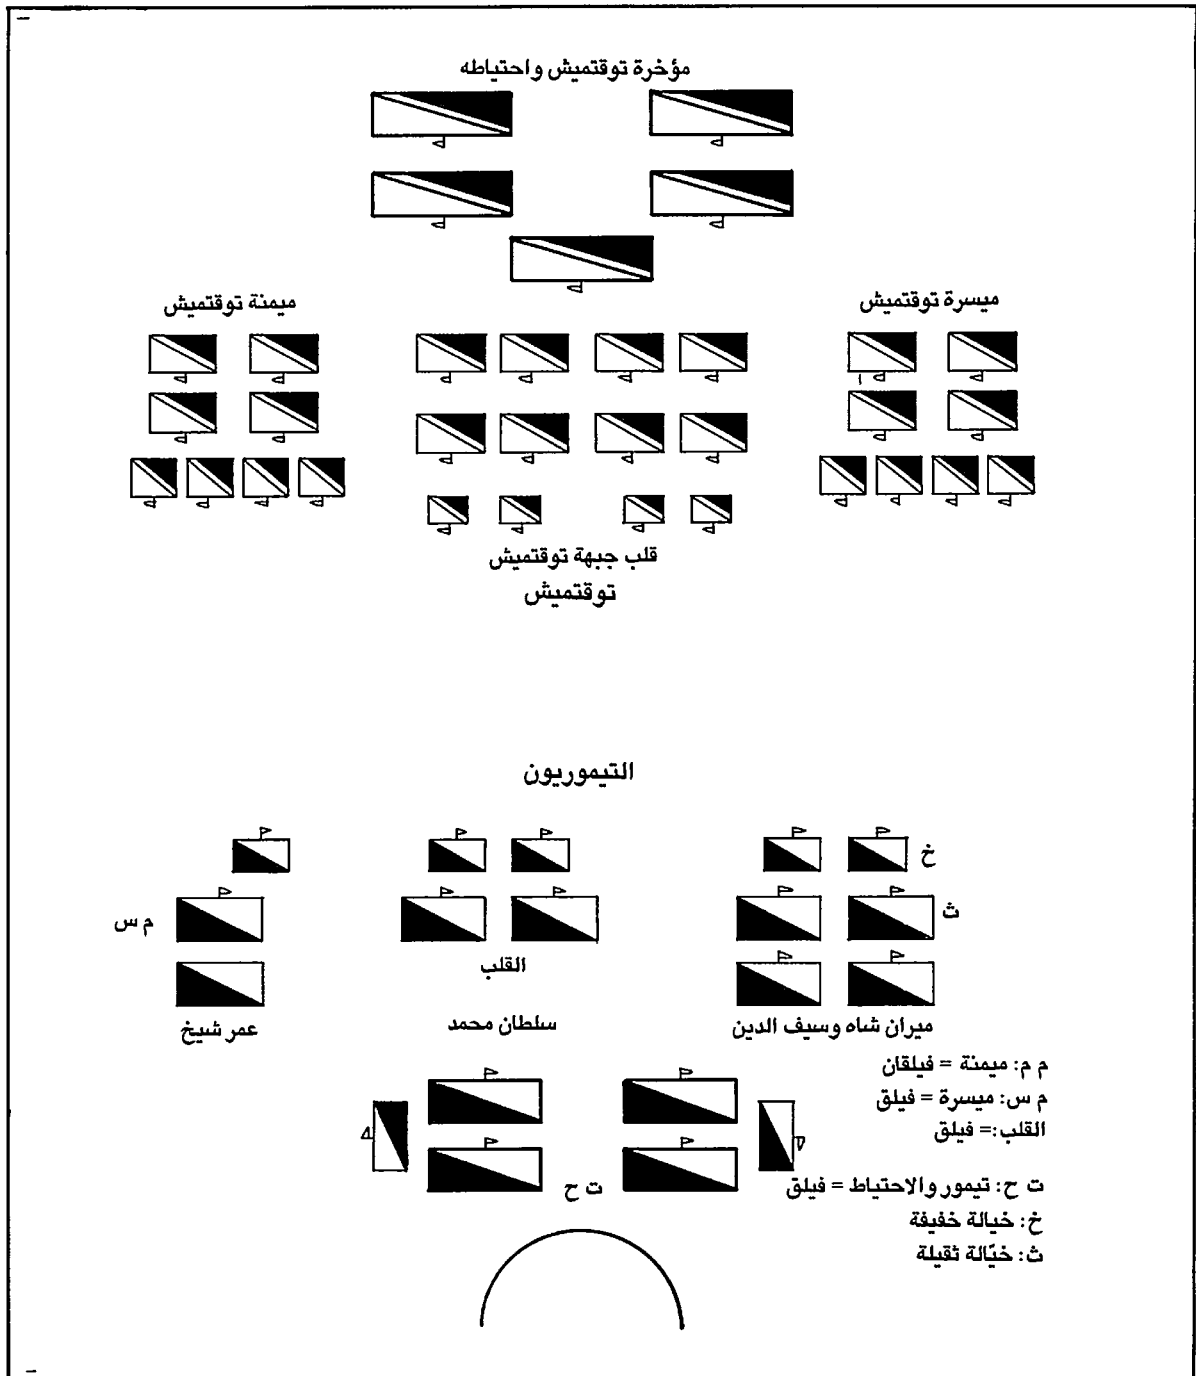 مؤخرة توقتميش واحتياطه
ميسرة توقتميش
ميمنة توقتميش
قلب جبهة توقتميش
توقتميش
التيموريون
خ
ث
م س
القلب
ميران شاه وسيف الدين
سلطان محمد
عمر شيخ
م م: ميمنة = فيلقان
م س: ميسرة = فيلق
القلب:= فيلق
ت ح
ت ح: تيمور والاحتياط = فيلق
خ: خيالة خفيفة
ث: خيّالة ثقيلة